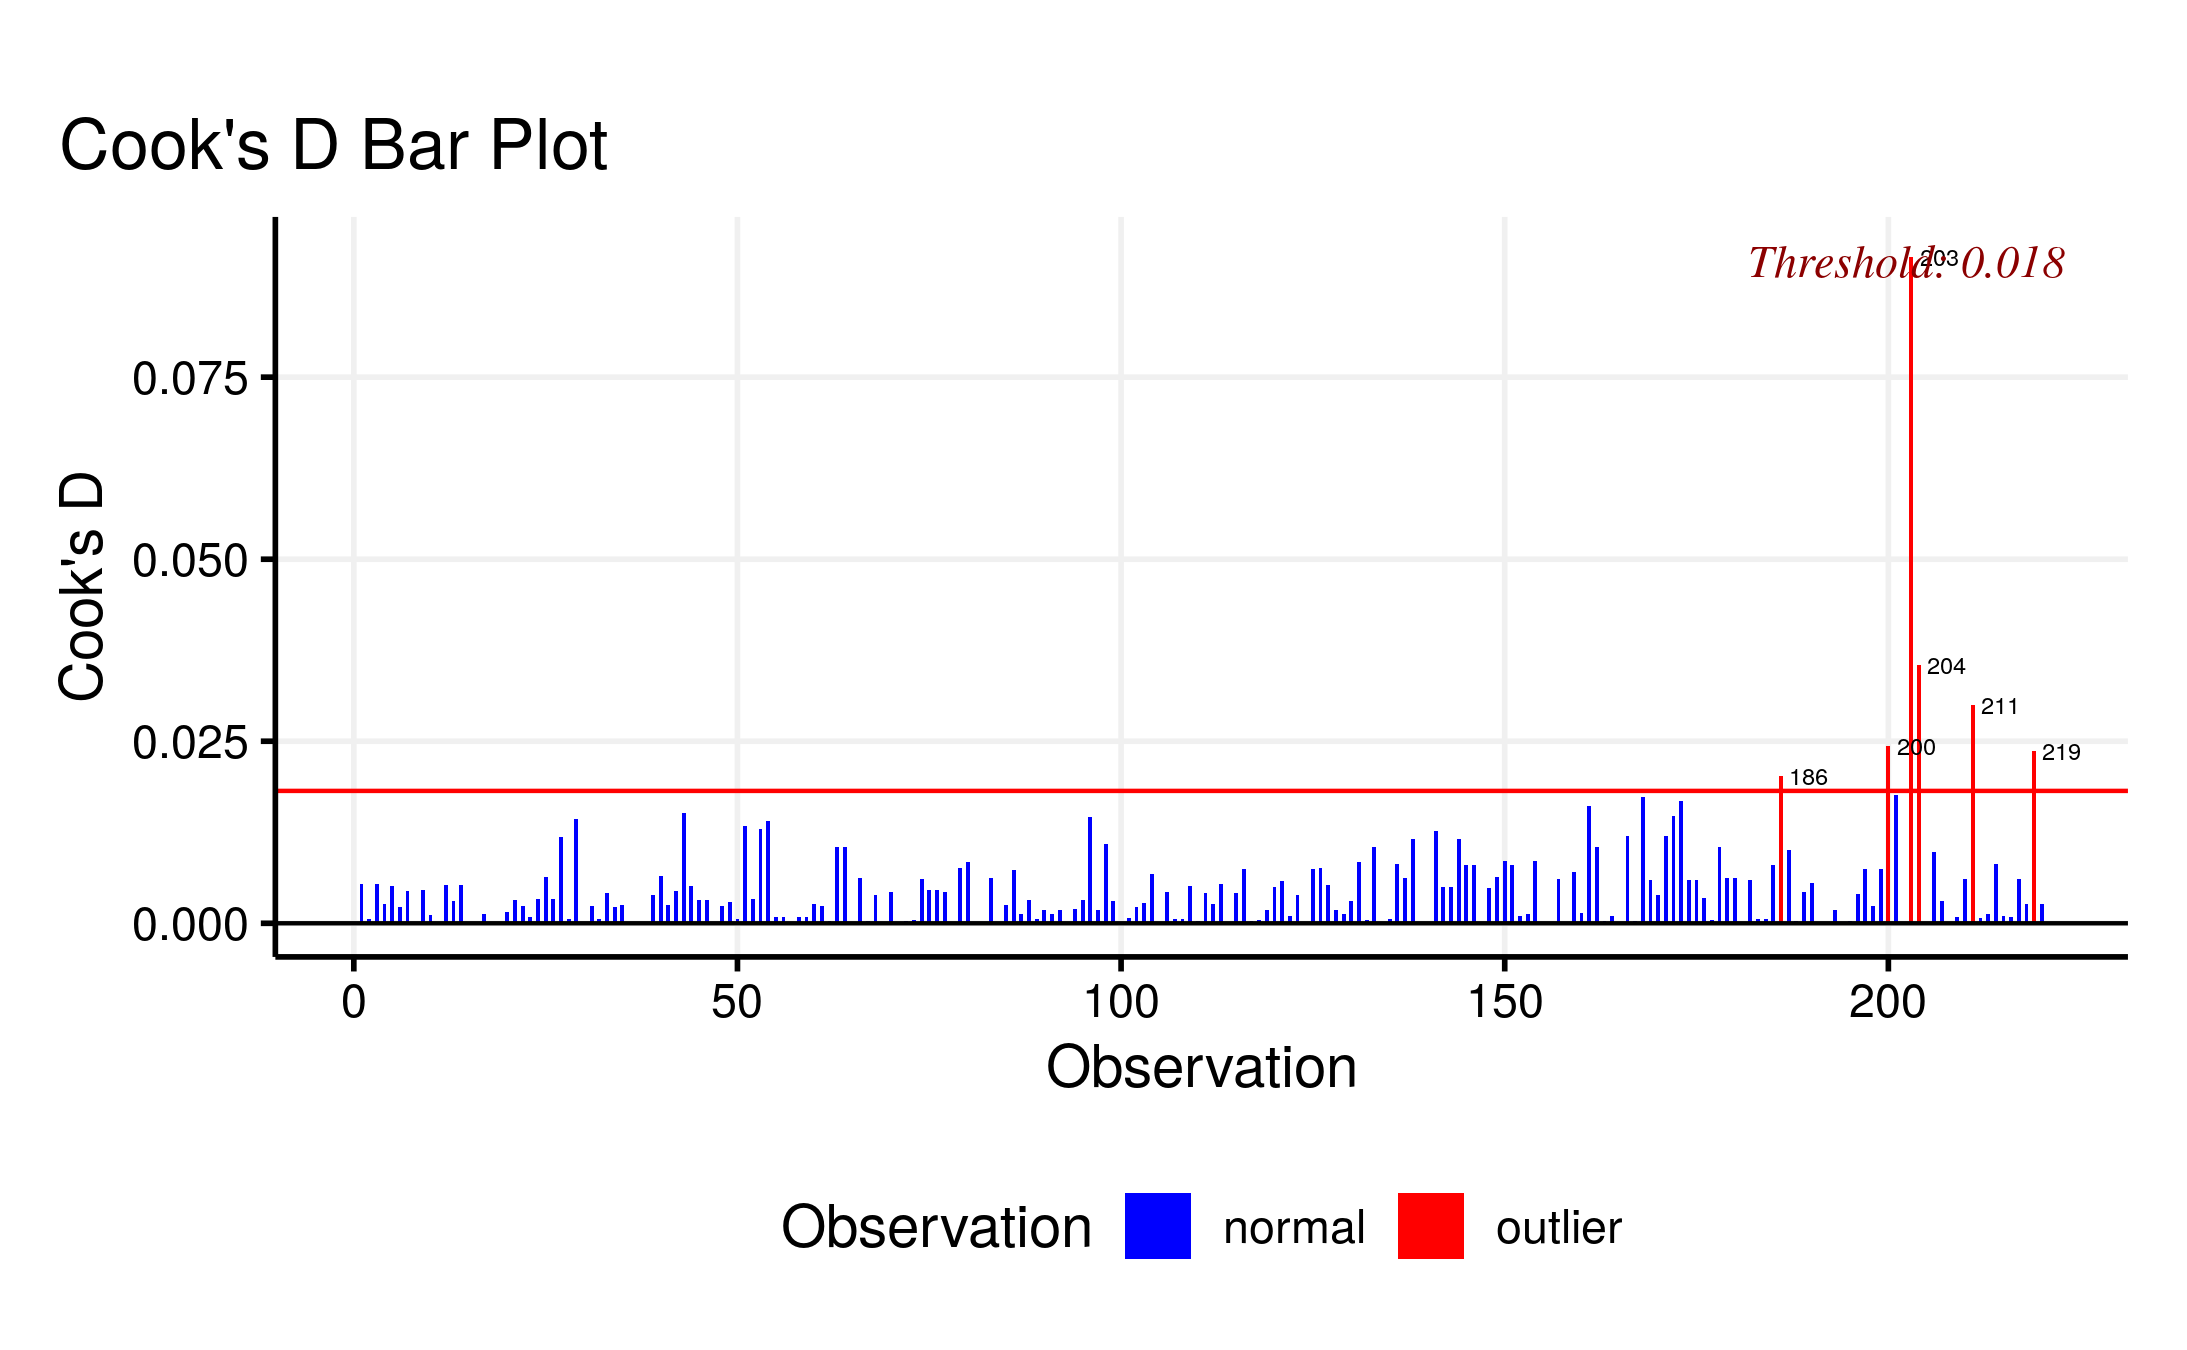 Cook's D Bar Plot
Threshold: 0.018
203
0.075
204
211
0.050
0.025
200
219
186
0.000
Cook's D
0
50
100
150
200
Observation
Observation
normal
outlier